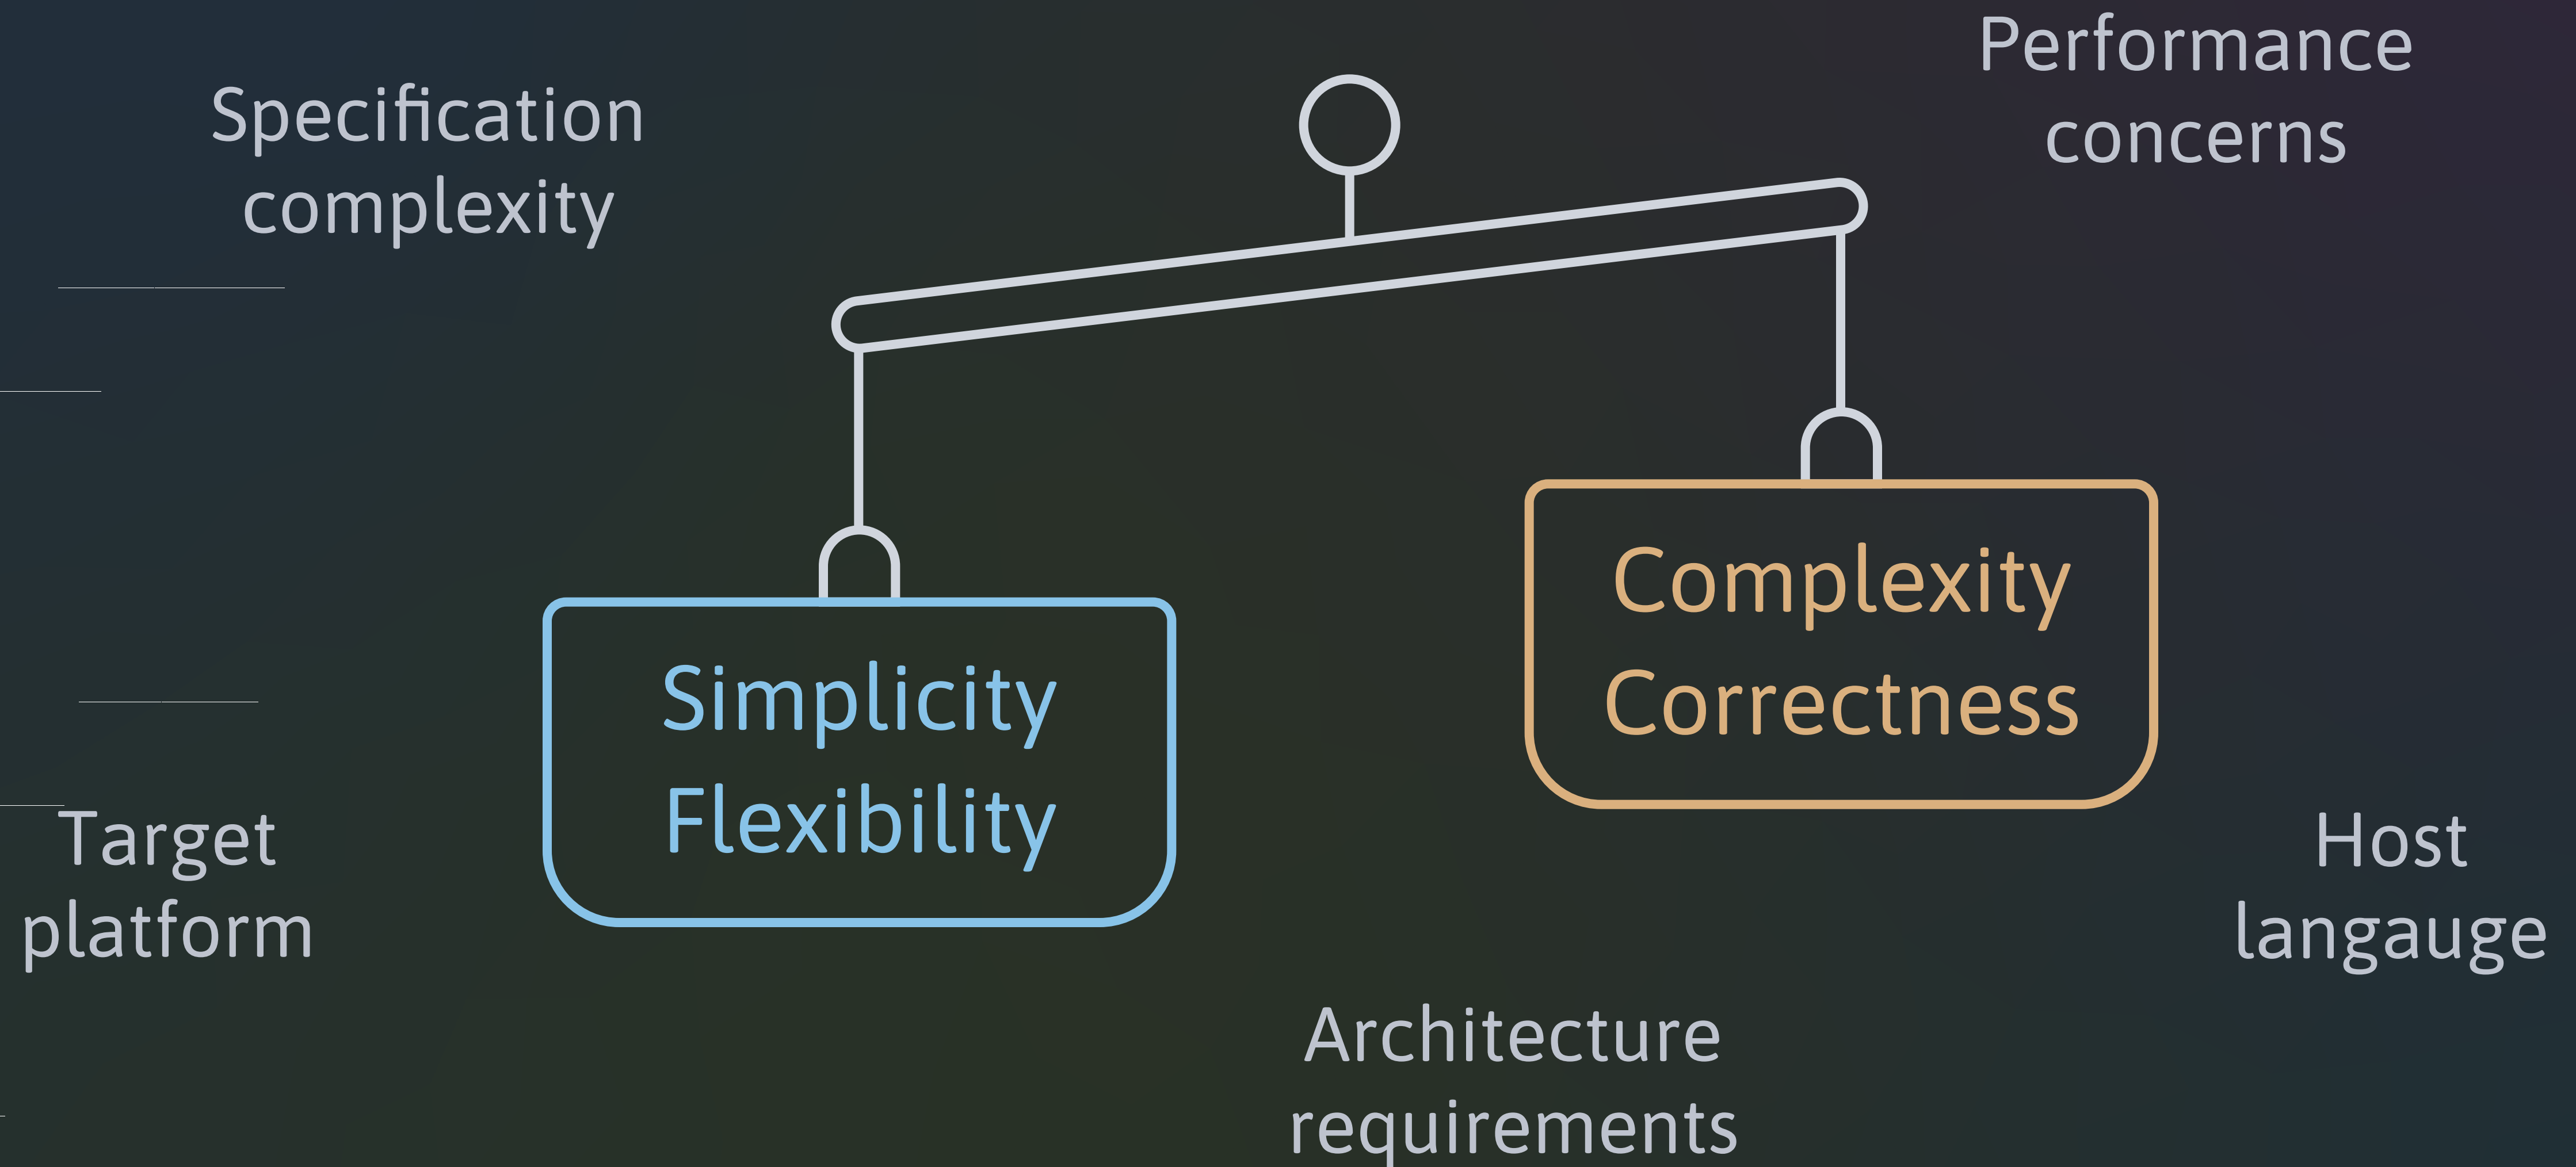 Specification
complexity
Performance
concerns
Simplicity
Flexibility
Complexity
Correctness
Target
platform
Host
langauge
Architecture
requirements